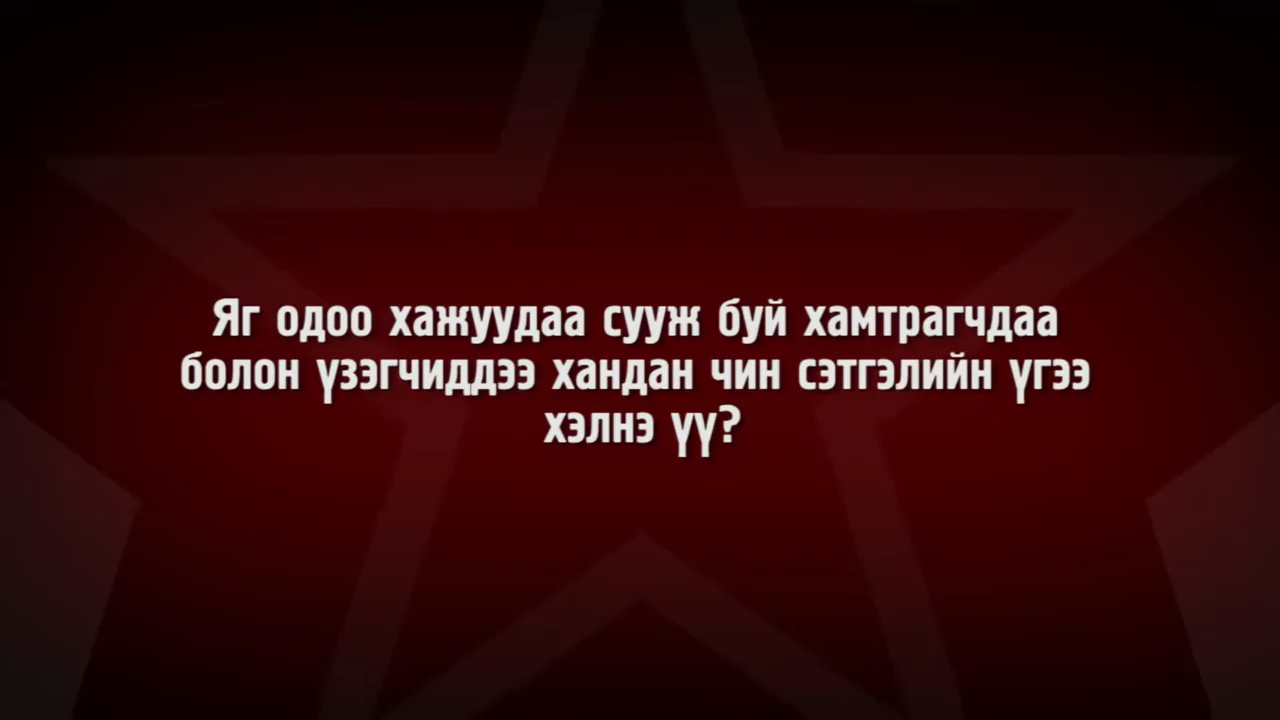 Яг одоо хажуудаа сууж буй хамтрагчдаа
болон үзэгчиддээ хандан чин сэтгэлийн үгээ
хэлнэ үү?